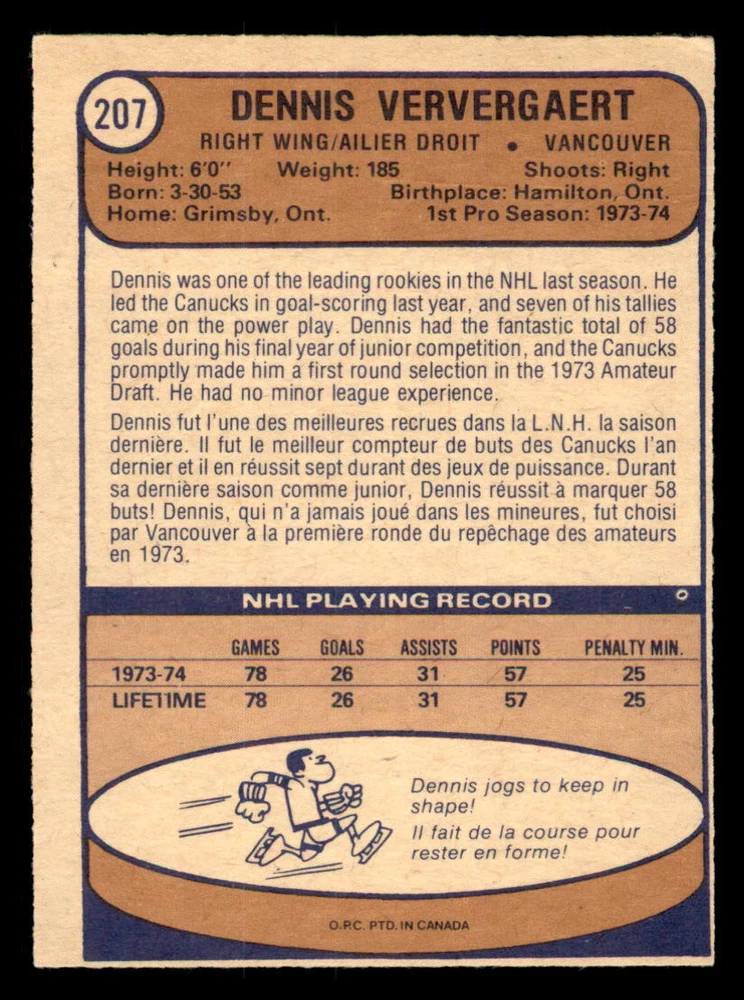 207
DENNIS VERVERGAERT
RIGHT WING/AILIER DROIT • VANCOUVER
Height: 6'0" Weight: 185 Shoots: Right
Born: 3-30-53 Birthplace: Hamilton, Ont.
Home: Grimsby, Ont. 1st Pro Season: 1973-74
Dennis was one of the leading rookies in the NHL last season. He
led the Canucks in goal-scoring last year, and seven of his tallies
came on the power play. Dennis had the fantastic total of 58
goals during his final year of junior competition, and the Canucks
promptly made him a first round selection in the 1973 Amateur
Draft. He had no minor league experience.
Dennis fut l'une des meilleures recrues dans la L.N.H. la saison
dernière. Il fut le meilleur compteur de buts des Canucks l'an
dernier et il en réussit sept durant des jeux de puissance. Durant
sa dernière saison comme junior, Dennis réussit à marquer 58
buts! Dennis, qui n'a jamais joué dans les mineures, fut choisi
par Vancouver à la première ronde du repêchage des amateurs
en 1973.
NHL PLAYING RECORD
GAMES GOALS ASSISTS POINTS PENALTY MIN.
1973-74 78 26 31 57 25
LIFETIME 78 26 31 57 25
Dennis jogs to keep in
shape!
Il fait de la course pour
rester en forme!
O.P.C. PTD. IN CANADA